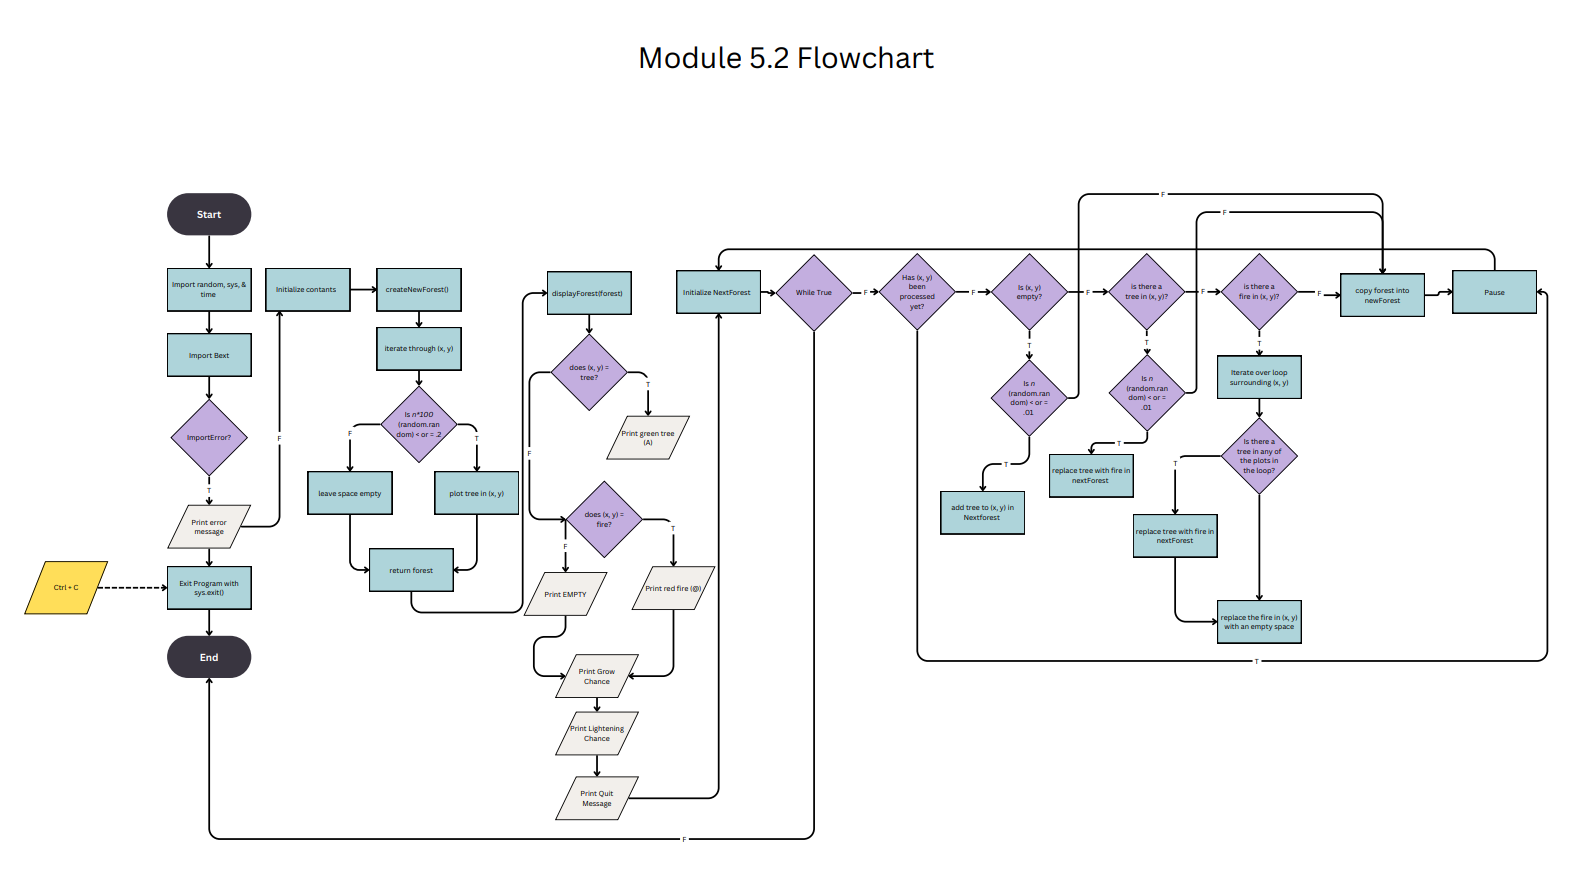 Module 5.2 Flowchart
Start
Import random, sys, &
time
Import Bext
ImportError?
T
Print error
message
F
Ctrl + C
Exit Program with
sys.exit()
End
Initialize contants
createNewForest()
iterate through (x, y)
Is n*100
(random.ran
dom) < or = .2
F
T
leave space empty
plot tree in (x, y)
return forest
displayForest(forest)
does (x, y) =
tree?
T
Print green tree
(A)
F
does (x, y) =
fire?
F
T
Print EMPTY
Print red fire (@)
Print Grow
Chance
Print Lightening
Chance
Print Quit
Message
Initialize NextForest
While True
F
F
Has (x, y)
been
processed
yet?
F
T
Is (x, y)
empty?
F
T
Is n
(random.ran
dom) < or =
.01
F
T
add tree to (x, y) in
Nextforest
is there a
tree in (x, y)?
F
T
Is n
(random.ran
dom) < or =
.01
F
T
replace tree with fire in
nextForest
is there a
fire in (x, y)?
F
T
Iterate over loop
surrounding (x, y)
Is there a
tree in any of
the plots in
the loop?
T
replace tree with fire in
nextForest
replace the fire in (x, y)
with an empty space
copy forest into
newForest
Pause